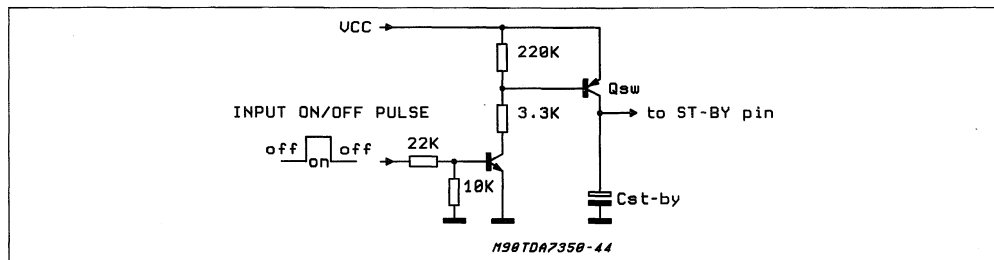 VCC
220K
Qsw
INPUT ON/OFF PULSE
3.3K
to ST-BY pin
off on off
22K
10K
Cst-by
M90TDA7350-44